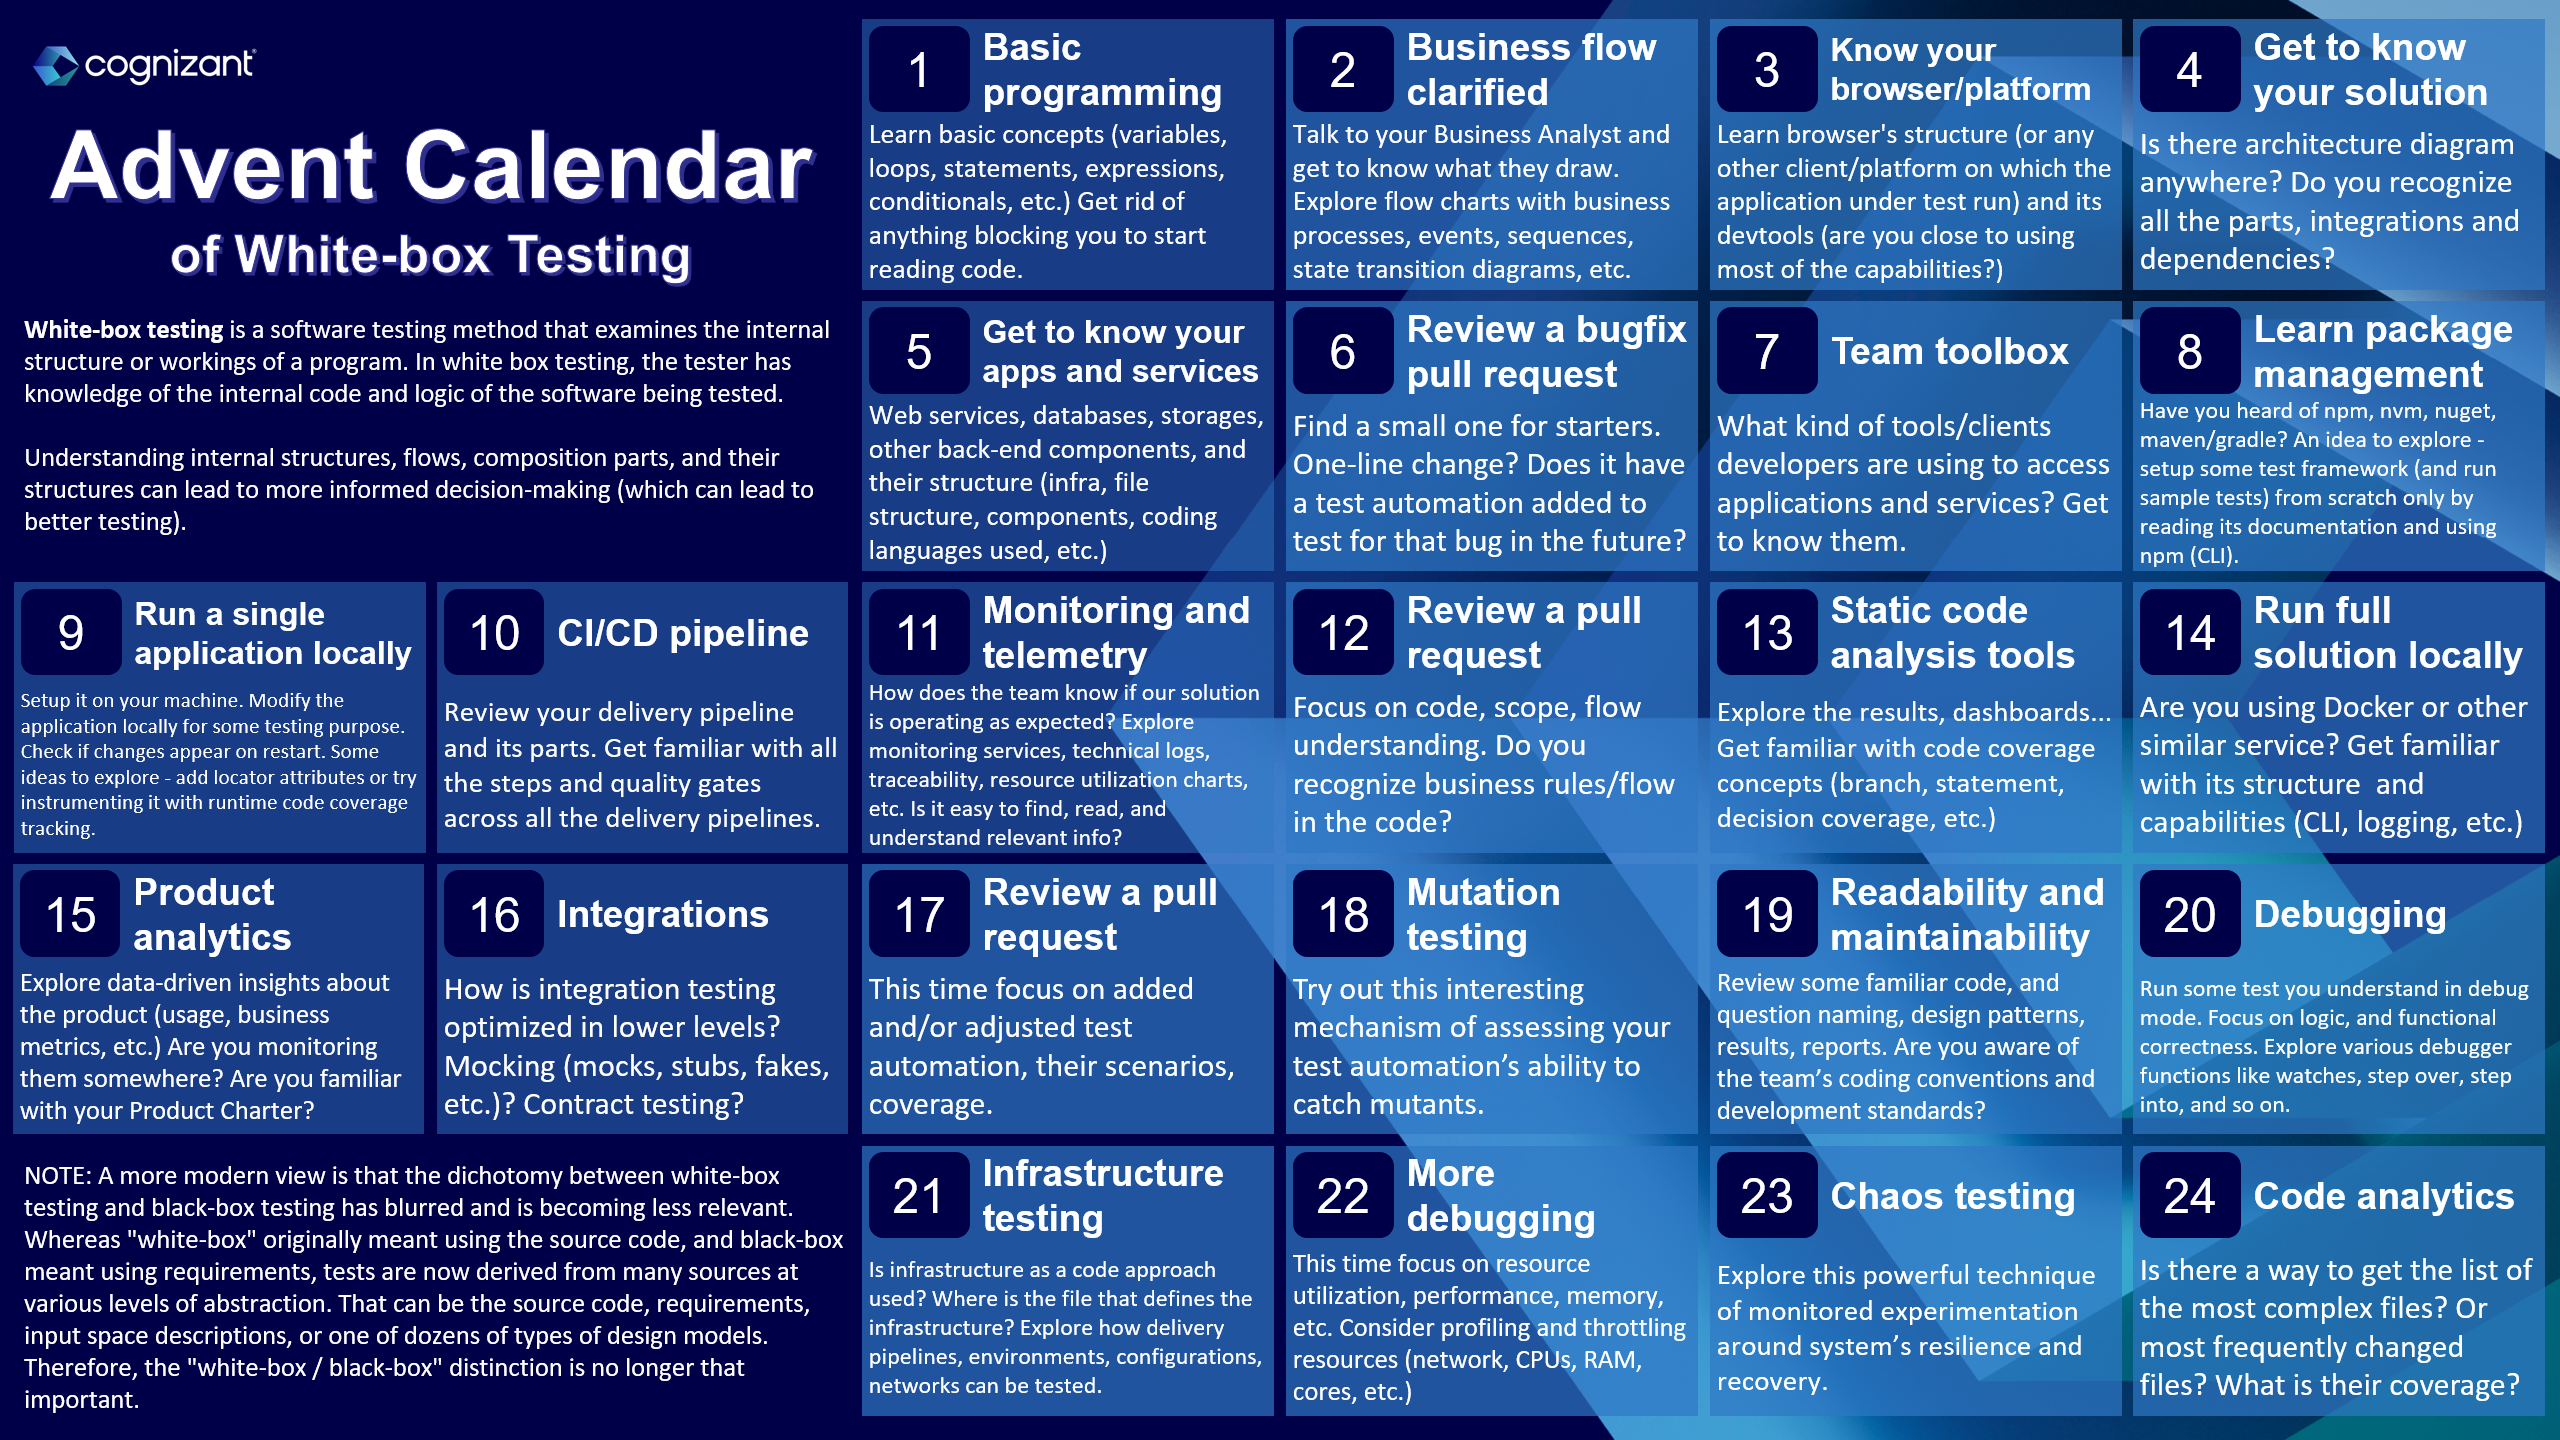 cognizant
Advent Calendar
of White-box Testing
White-box testing is a software testing method that examines the internal
structure or workings of a program. In white box testing, the tester has
knowledge of the internal code and logic of the software being tested.
Understanding internal structures, flows, composition parts, and their
structures can lead to more informed decision-making (which can lead to
better testing).
1
Basic
programming
Learn basic concepts (variables,
loops, statements, expressions,
conditionals, etc.) Get rid of
anything blocking you to start
reading code.
2
Business flow
clarified
Talk to your Business Analyst and
get to know what they draw.
Explore flow charts with business
processes, events, sequences,
state transition diagrams, etc.
3
Know your
browser/platform
Learn browser's structure (or any
other client/platform on which the
application under test run) and its
devtools (are you close to using
most of the capabilities?)
4
Get to know
your solution
Is there architecture diagram
anywhere? Do you recognize
all the parts, integrations and
dependencies?
5
Get to know your
apps and services
Web services, databases, storages,
other back-end components, and
their structure (infra, file
structure, components, coding
languages used, etc.)
6
Review a bugfix
pull request
Find a small one for starters.
One-line change? Does it have
a test automation added to
test for that bug in the future?
7
Team toolbox
What kind of tools/clients
developers are using to access
applications and services? Get
to know them.
8
Learn package
management
Have you heard of npm, nvm, nuget,
maven/gradle? An idea to explore -
setup some test framework (and run
sample tests) from scratch only by
reading its documentation and using
npm (CLI).
9
Run a single
application locally
Setup it on your machine. Modify the
application locally for some testing purpose.
Check if changes appear on restart. Some
ideas to explore - add locator attributes or try
instrumenting it with runtime code coverage
tracking.
10
CI/CD pipeline
Review your delivery pipeline
and its parts. Get familiar with all
the steps and quality gates
across all the delivery pipelines.
11
Monitoring and
telemetry
How does the team know if our solution
is operating as expected? Explore
monitoring services, technical logs,
traceability, resource utilization charts,
etc. Is it easy to find, read, and
understand relevant info?
12
Review a pull
request
Focus on code, scope, flow
understanding. Do you
recognize business rules/flow
in the code?
13
Static code
analysis tools
Explore the results, dashboards...
Get familiar with code coverage
concepts (branch, statement,
decision coverage, etc.)
14
Run full
solution locally
Are you using Docker or other
similar service? Get familiar
with its structure and
capabilities (CLI, logging, etc.)
15
Product
analytics
Explore data-driven insights about
the product (usage, business
metrics, etc.) Are you monitoring
them somewhere? Are you familiar
with your Product Charter?
16
Integrations
How is integration testing
optimized in lower levels?
Mocking (mocks, stubs, fakes,
etc.)? Contract testing?
17
Review a pull
request
This time focus on added
and/or adjusted test
automation, their scenarios,
coverage.
18
Mutation
testing
Try out this interesting
mechanism of assessing your
test automation’s ability to
catch mutants.
19
Readability and
maintainability
Review some familiar code, and
question naming, design patterns,
results, reports. Are you aware of
the team’s coding conventions and
development standards?
20
Debugging
Run some test you understand in debug
mode. Focus on logic, and functional
correctness. Explore various debugger
functions like watches, step over, step
into, and so on.
NOTE: A more modern view is that the dichotomy between white-box
testing and black-box testing has blurred and is becoming less relevant.
Whereas "white-box" originally meant using the source code, and black-box
meant using requirements, tests are now derived from many sources at
various levels of abstraction. That can be the source code, requirements,
input space descriptions, or one of dozens of types of design models.
Therefore, the "white-box / black-box" distinction is no longer that
important.
21
Infrastructure
testing
Is infrastructure as a code approach
used? Where is the file that defines the
infrastructure? Explore how delivery
pipelines, environments, configurations,
networks can be tested.
22
More
debugging
This time focus on resource
utilization, performance, memory,
etc. Consider profiling and throttling
resources (network, CPUs, RAM,
cores, etc.)
23
Chaos testing
Explore this powerful technique
of monitored experimentation
around system’s resilience and
recovery.
24
Code analytics
Is there a way to get the list of
the most complex files? Or
most frequently changed
files? What is their coverage?